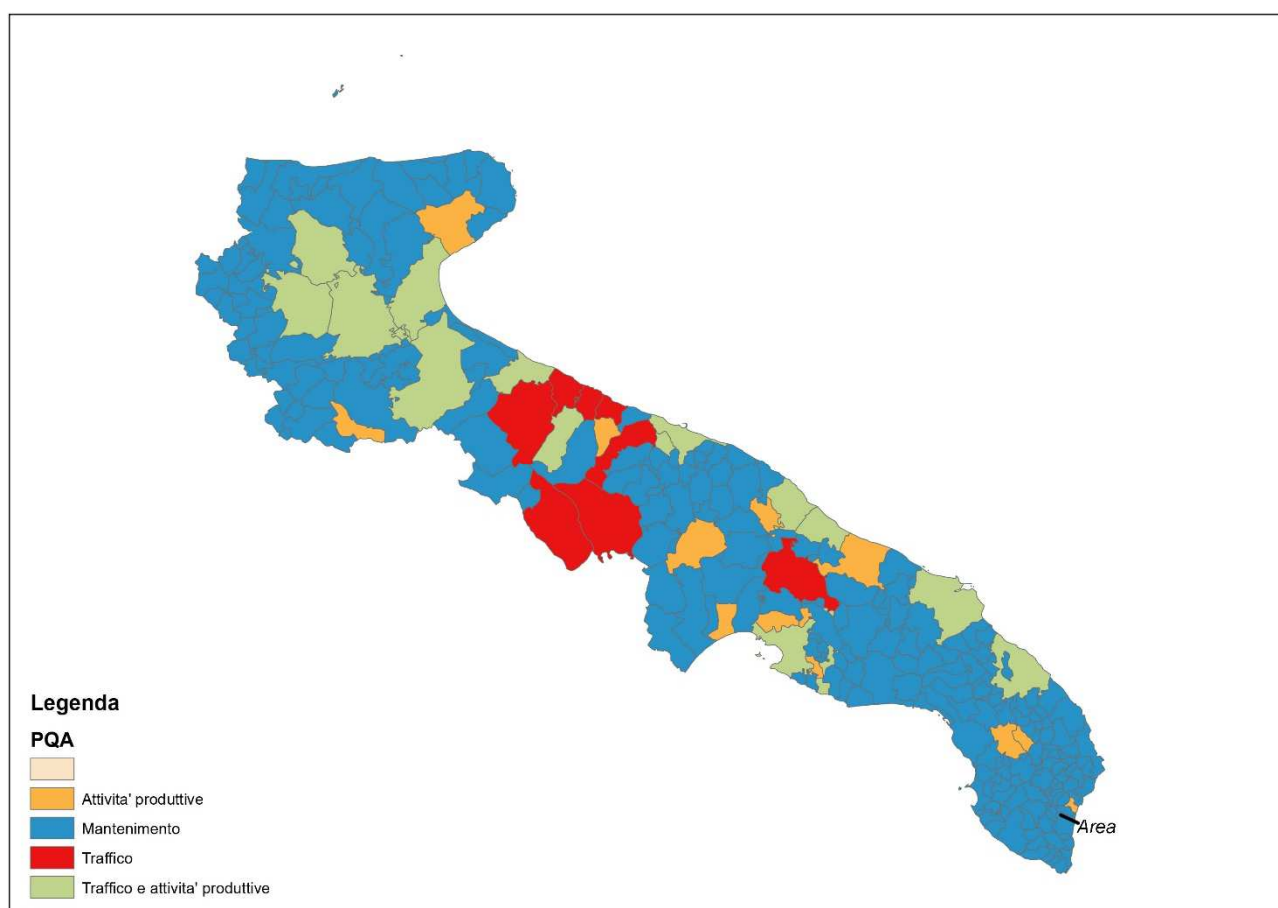 Legenda
PQA
Attivita' produttive
Mantenimento
Traffico
Traffico e attivita' produttive
Area